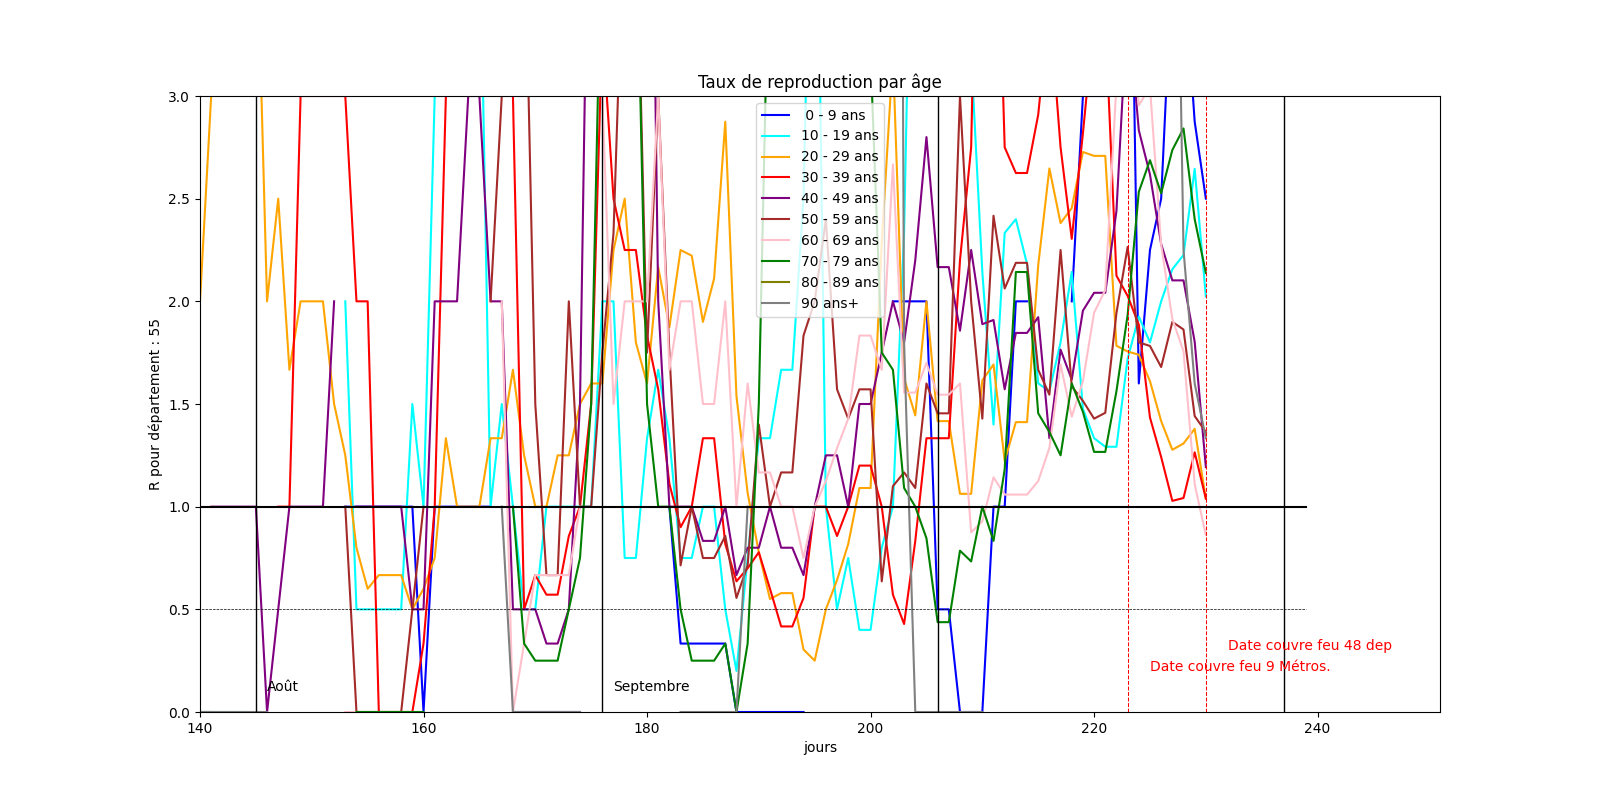 Taux de reproduction par âge
R pour département : 55
3.0
2.5
2.0
1.5
1.0
0.5
0.0
0 - 9 ans
10 - 19 ans
20 - 29 ans
30 - 39 ans
40 - 49 ans
50 - 59 ans
60 - 69 ans
70 - 79 ans
80 - 89 ans
90 ans+
Date couvre feu 48 dep
Date couvre feu 9 Métros.
Août
Septembre
140
160
180
200
220
240
jours